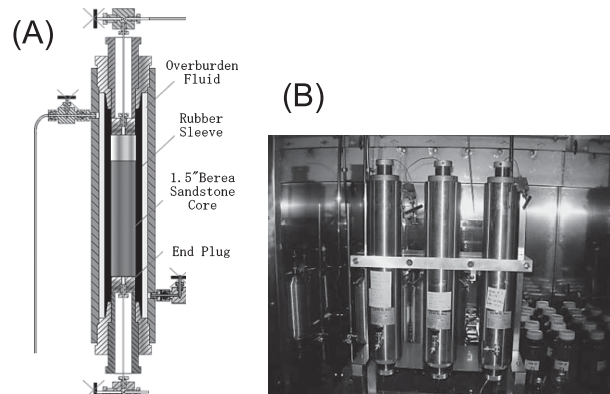 (A)
Overburden
Fluid
Rubber
Sleeve
1.5"Berea
Sandstone
Core
End Plug
(B)